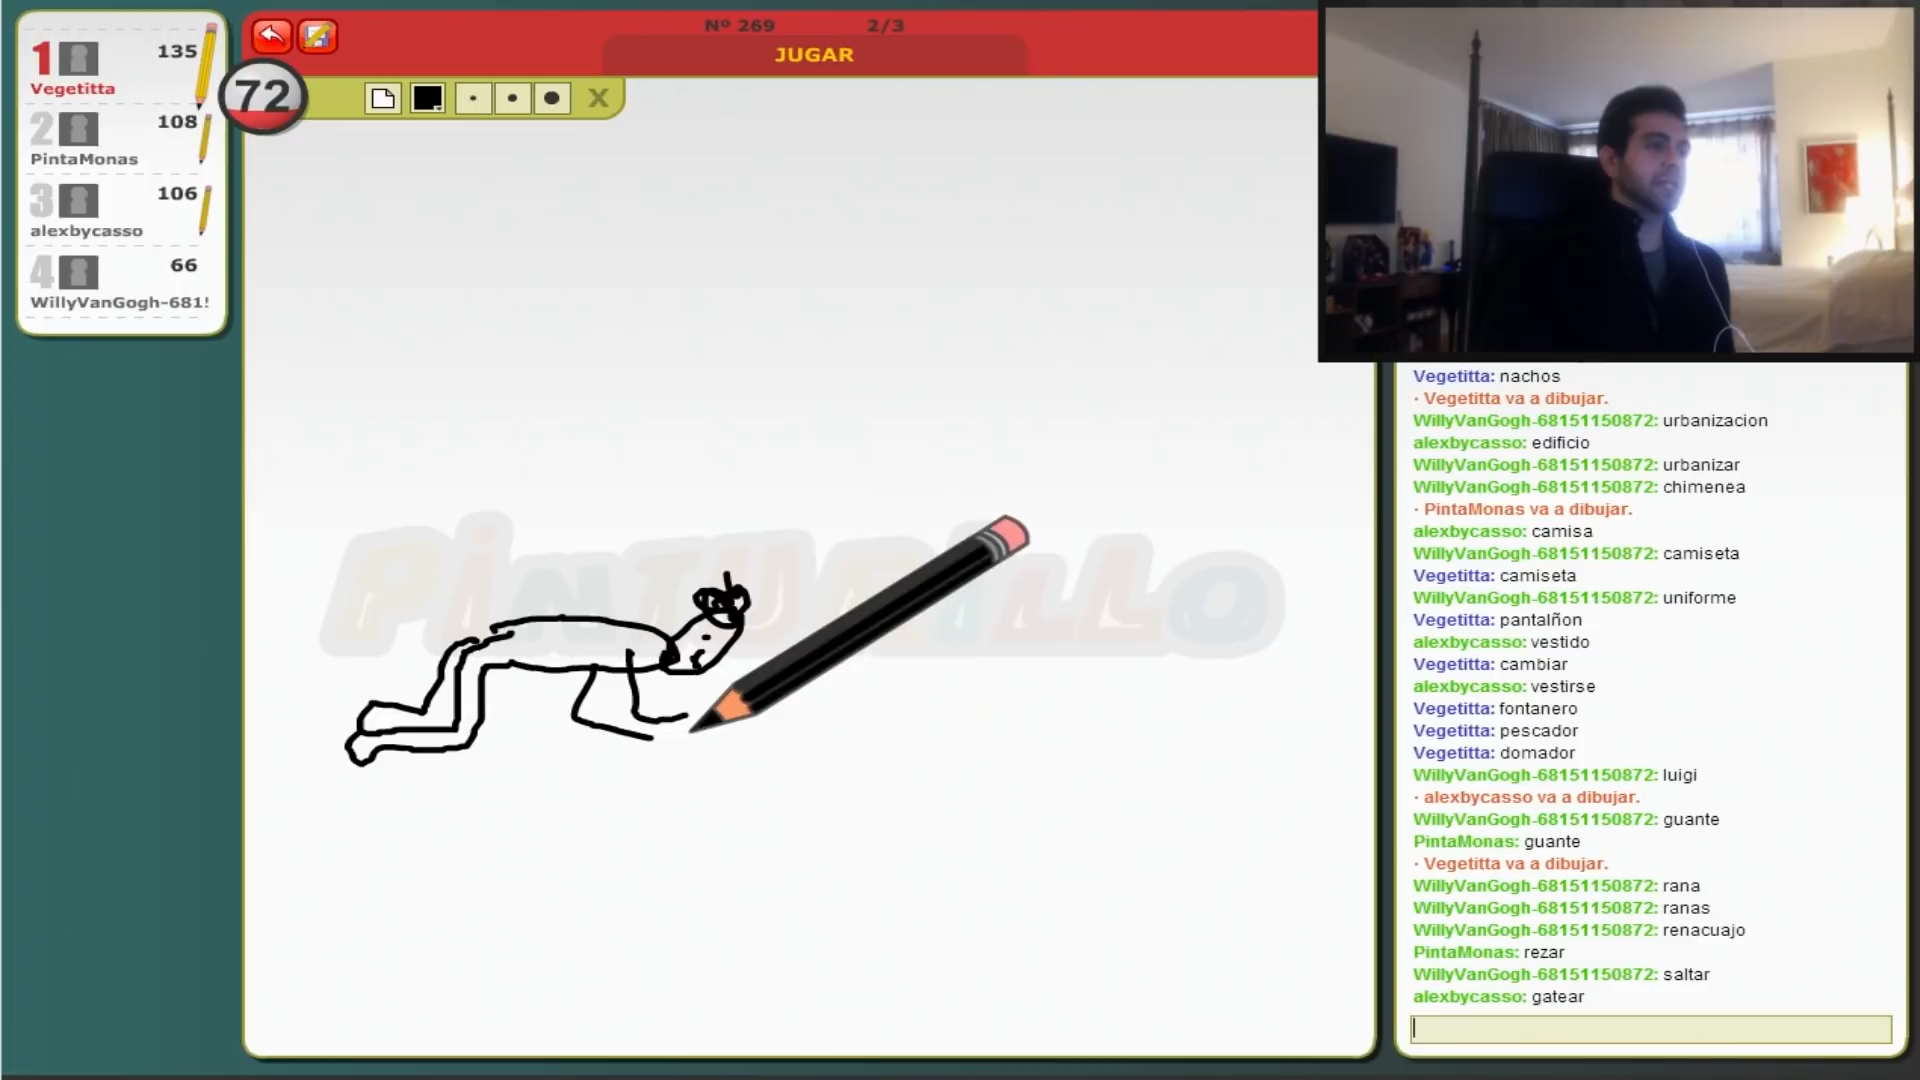 Nº 269 2/3
JUGAR
72
1 135
Vegetitta
2 108
PintaMonas
3 106
alexbycasso
4 66
WillyVanGogh-681!
X
PINTURILLO
Vegetitta: nachos
· Vegetitta va a dibujar.
WillyVanGogh-68151150872: urbanizacion
alexbycasso: edificio
WillyVanGogh-68151150872: urbanizar
WillyVanGogh-68151150872: chimenea
· PintaMonas va a dibujar.
alexbycasso: camisa
WillyVanGogh-68151150872: camiseta
Vegetitta: camiseta
WillyVanGogh-68151150872: uniforme
Vegetitta: pantalñon
alexbycasso: vestido
Vegetitta: cambiar
alexbycasso: vestirse
Vegetitta: fontanero
Vegetitta: pescador
Vegetitta: domador
WillyVanGogh-68151150872: luigi
· alexbycasso va a dibujar.
WillyVanGogh-68151150872: guante
PintaMonas: guante
· Vegetitta va a dibujar.
WillyVanGogh-68151150872: rana
WillyVanGogh-68151150872: ranas
WillyVanGogh-68151150872: renacuajo
PintaMonas: rezar
WillyVanGogh-68151150872: saltar
alexbycasso: gatear